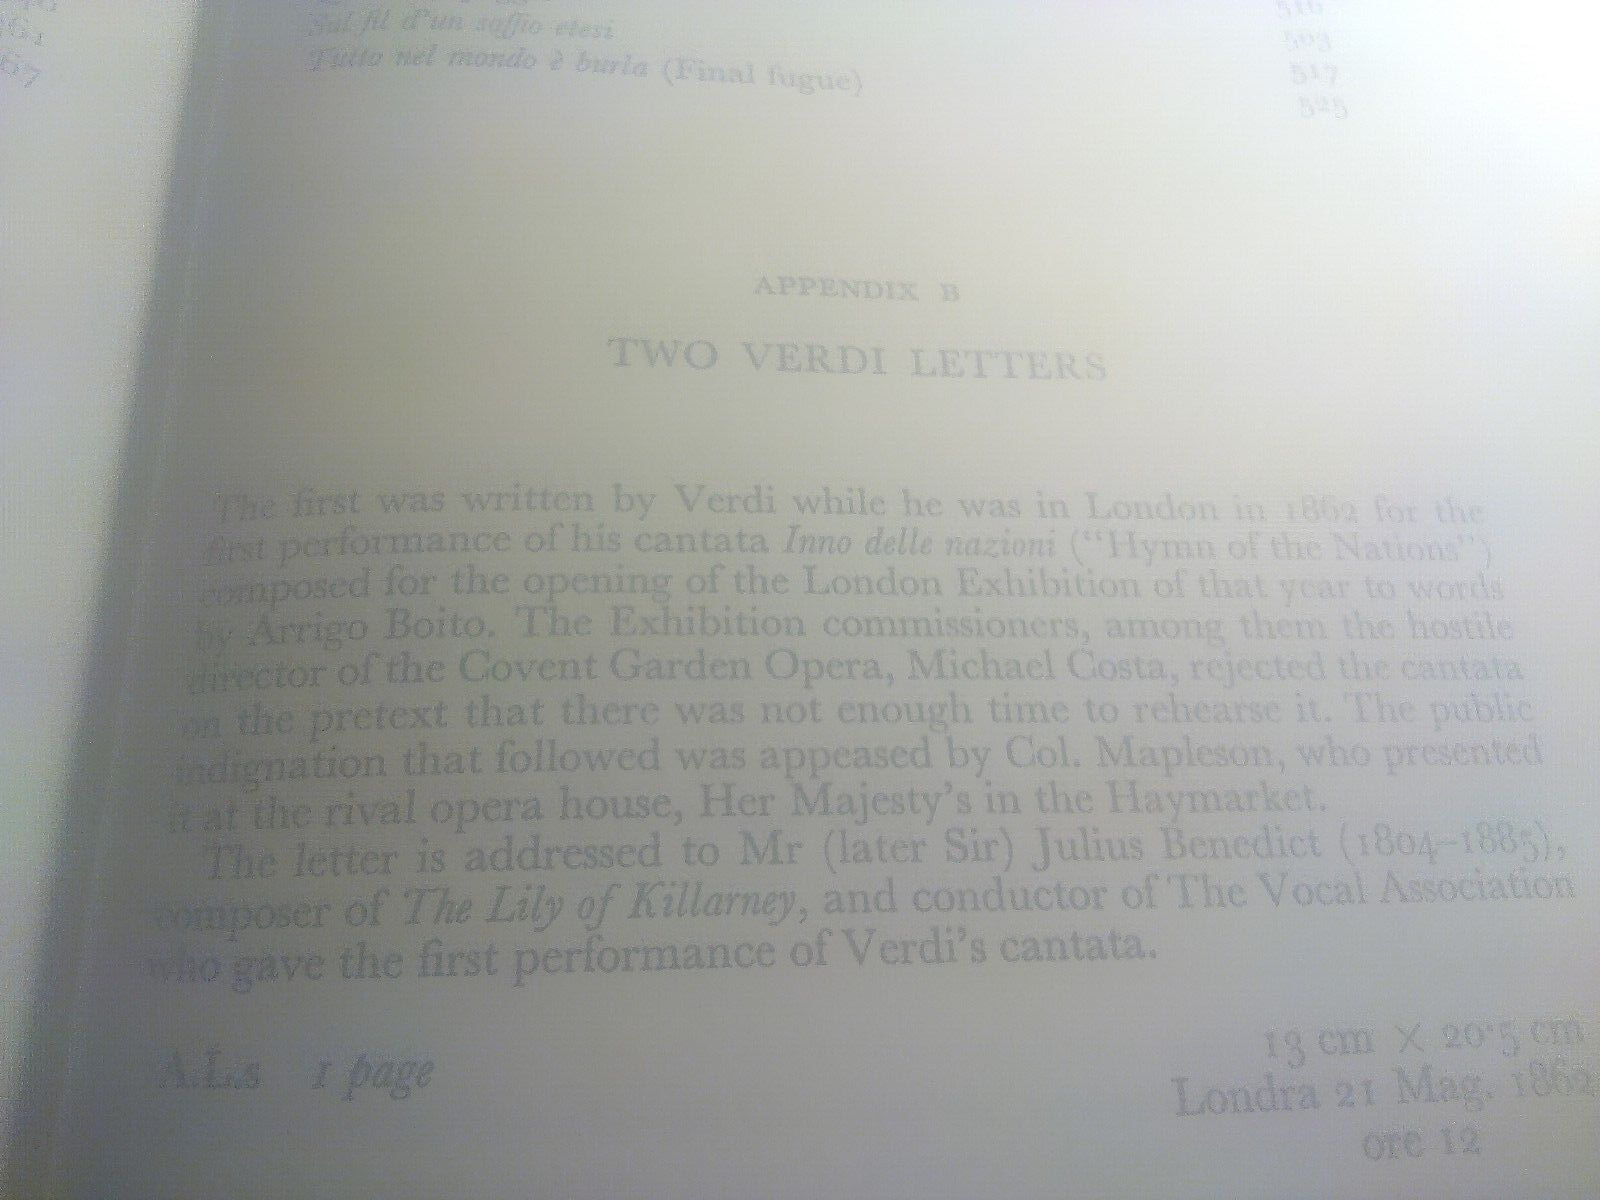 67
Sul fil d'un soffio etesi
Tutto nel mondo è burla (Final fugue)
503
517
525
APPENDIX B
TWO VERDI LETTERS
The first was written by Verdi while he was in London in 1862 for the
first performance of his cantata Inno delle nazioni ("Hymn of the Nations")
composed for the opening of the London Exhibition of that year to words
by Arrigo Boito. The Exhibition commissioners, among them the hostile
director of the Covent Garden Opera, Michael Costa, rejected the cantata
on the pretext that there was not enough time to rehearse it. The public
indignation that followed was appeased by Col. Mapleson, who presented
it at the rival opera house, Her Majesty's in the Haymarket.
The letter is addressed to Mr (later Sir) Julius Benedict (1804–1885),
composer of The Lily of Killarney, and conductor of The Vocal Association
who gave the first performance of Verdi's cantata.
A.L.s 1 page
13 cm × 20·5 cm
Londra 21 Mag. 1862
ore 12